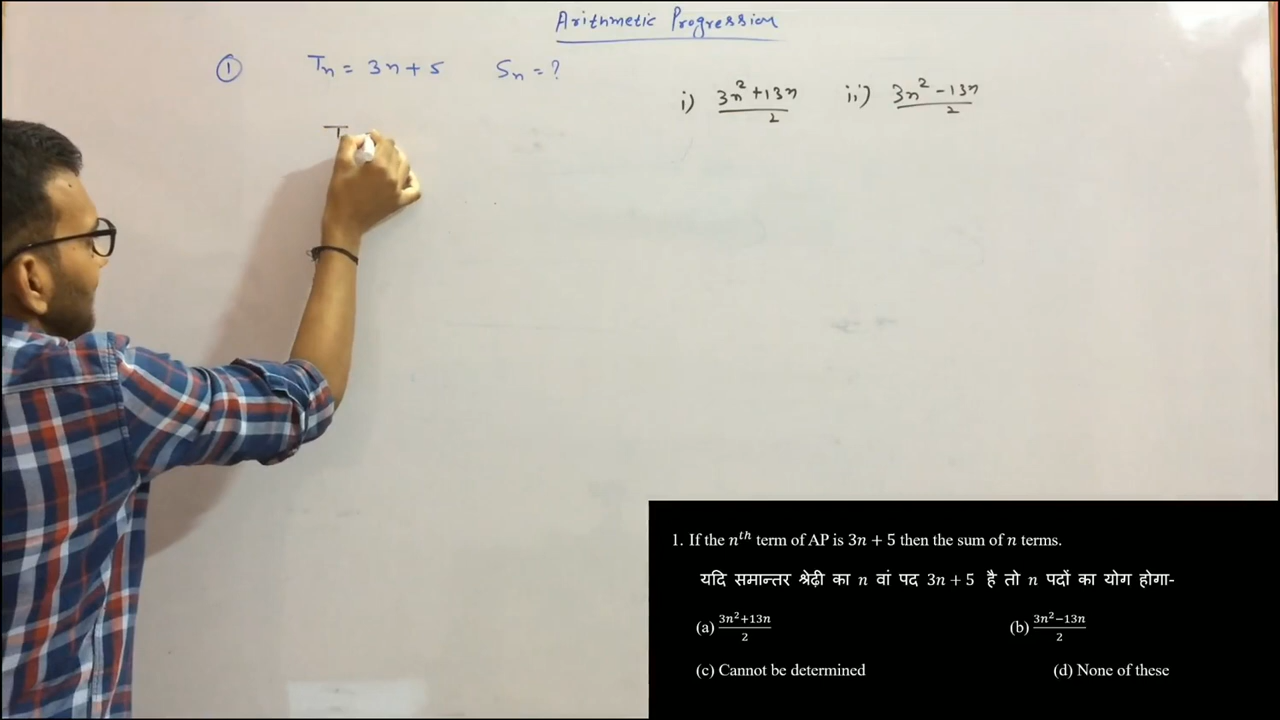 Arithmetic Progression
① Tn = 3n + 5 Sn = ?
i) 3n² + 13n / 2 ii) 3n² - 13n / 2
T
1. If the nᵗʰ term of AP is 3n + 5 then the sum of n terms.
यदि समान्तर श्रेढ़ी का n वां पद 3n + 5 है तो n पदों का योग होगा-
(a) 3n²+13n / 2 (b) 3n²−13n / 2
(c) Cannot be determined (d) None of these